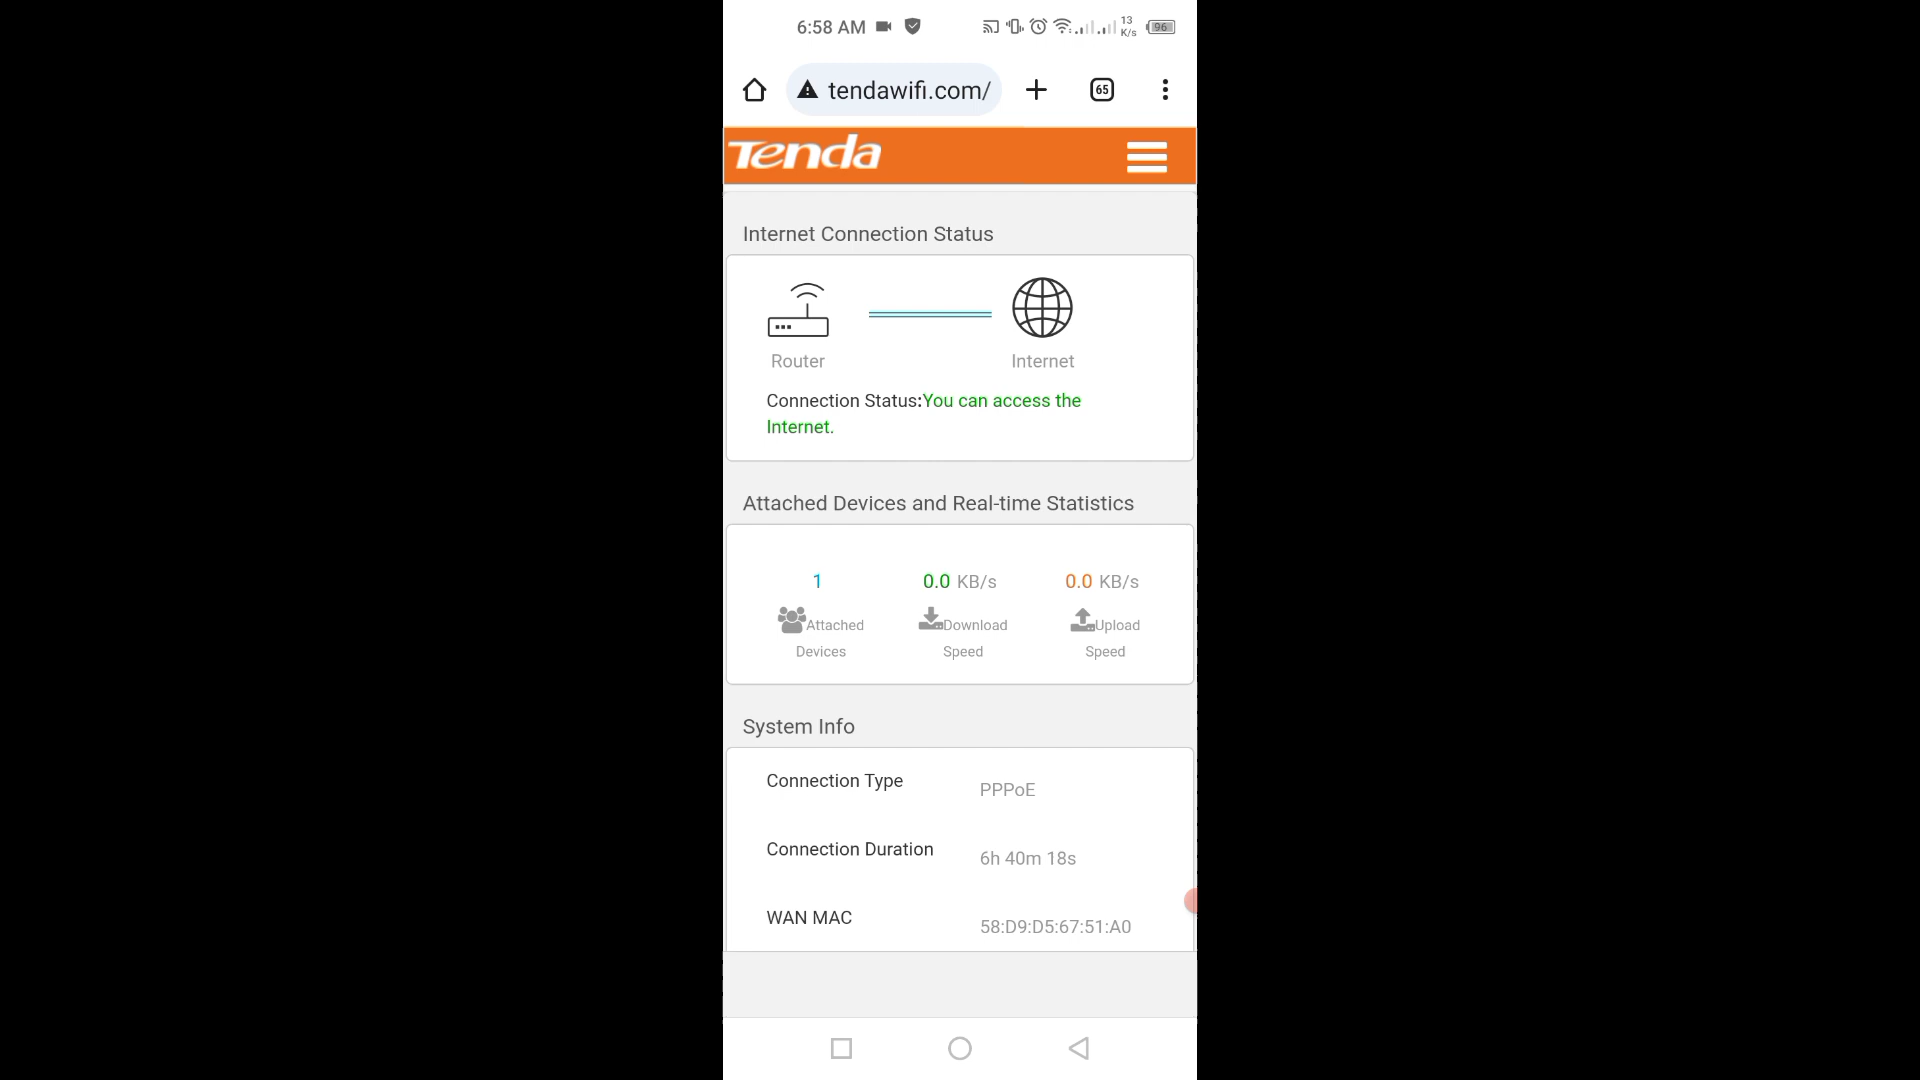 6:58 AM
13
K/s
96
tendawifi.com/
65
Tenda
Internet Connection Status
Router
Internet
Connection Status:You can access the
Internet.
Attached Devices and Real-time Statistics
1
0.0 KB/s
0.0 KB/s
Attached
Devices
Download
Speed
Upload
Speed
System Info
Connection Type
PPPoE
Connection Duration
6h 40m 18s
WAN MAC
58:D9:D5:67:51:A0